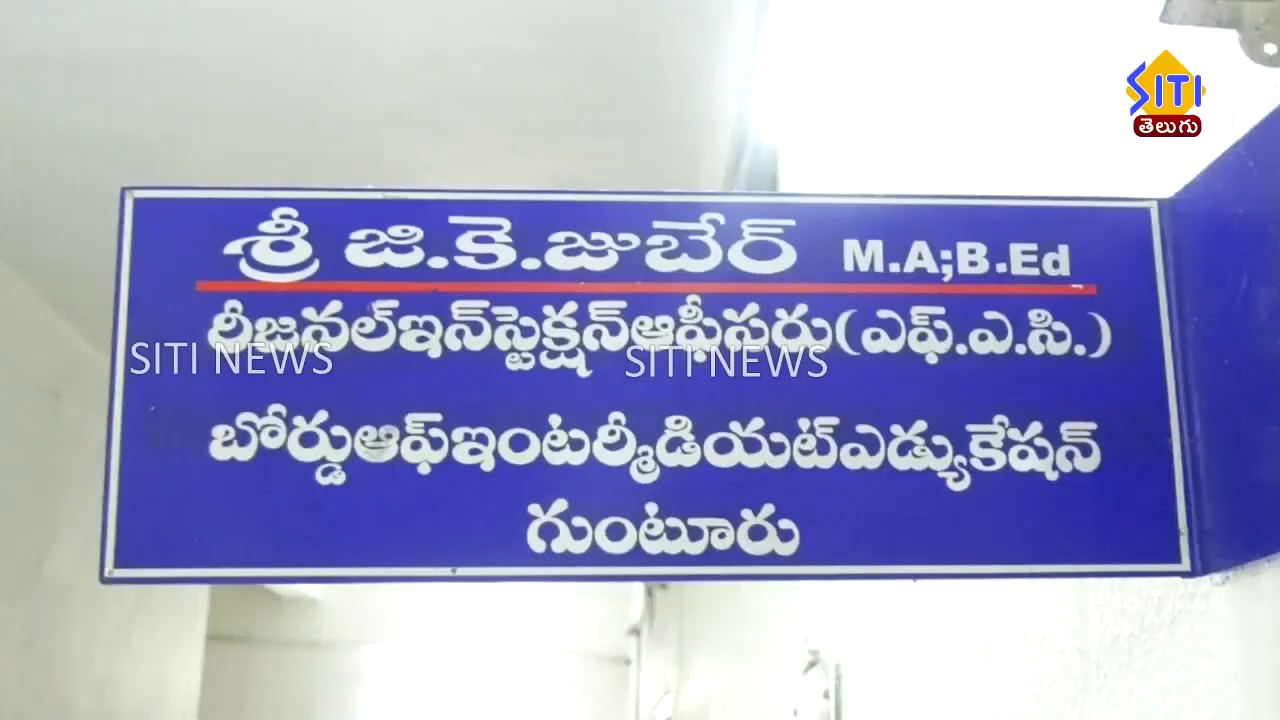 SITI
తెలుగు
శ్రీ జి.కె.జుబేర్ M.A;B.Ed
రీజనల్ఇన్స్టెక్షన్ఆఫీసరు(ఎఫ్.ఎ.సి.)
SITI NEWS SITI NEWS
బోర్డుఆఫ్ఇంటర్మీడియట్ఎడ్యుకేషన్
గుంటూరు